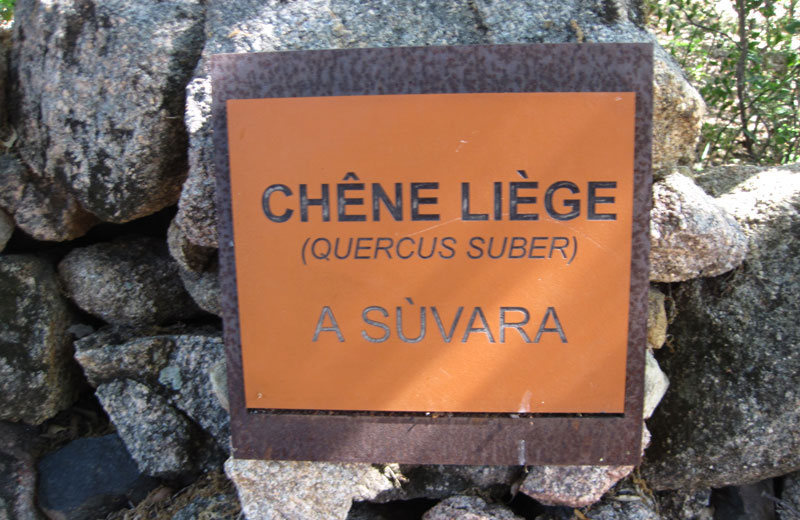 CHÊNE LIÈGE
(QUERCUS SUBER)
A SÙVARA